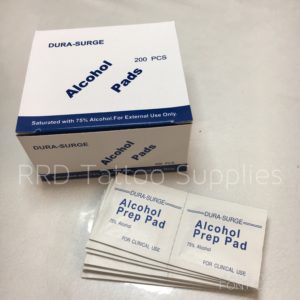 DURA-SURGE
200 PCS
Alcohol
Pads
Saturated with 75% Alcohol.For External Use Only.
DURA-SURGE
Alcohol
Pads
RRD Tattoo Supplies
DURA-SURGE
Alcohol
Prep Pad
75% Alcohol
FOR CLINICAL USE
DURA-SURGE
Alcohol
Prep Pad
75% Alcohol
FOR CLINICAL USE